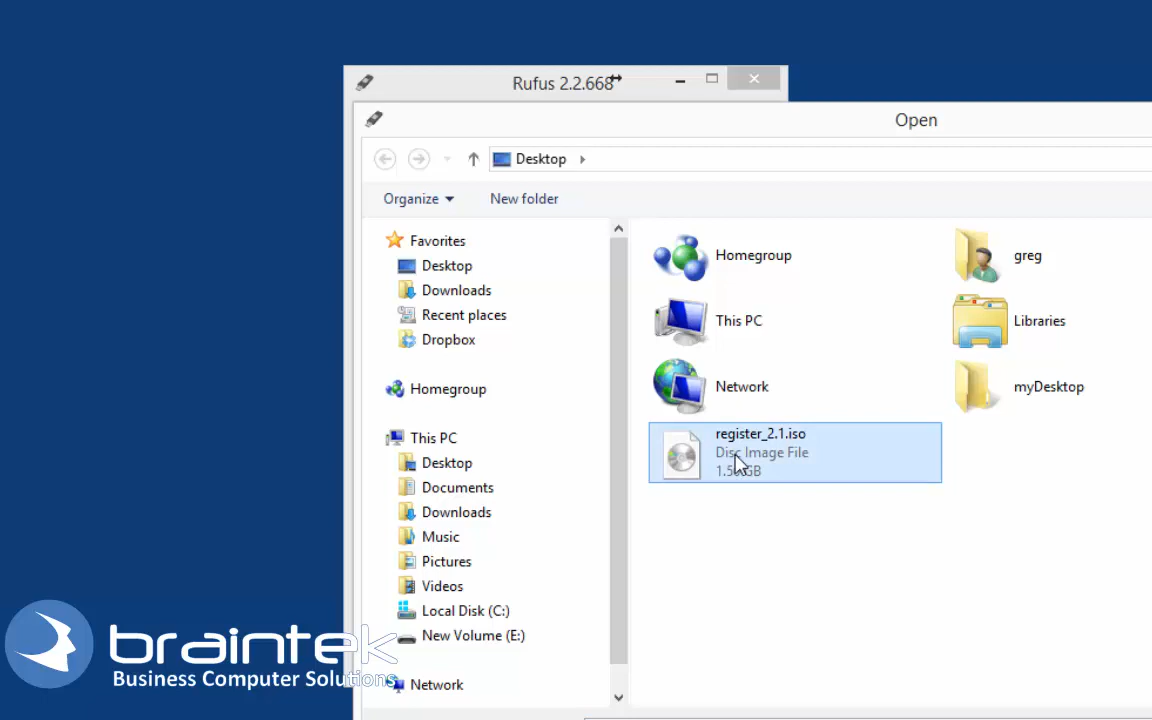 Rufus 2.2.668
Open
Desktop
Organize
New folder
Favorites
Desktop
Downloads
Recent places
Dropbox
Homegroup
This PC
Desktop
Documents
Downloads
Music
Pictures
Videos
Local Disk (C:)
New Volume (E:)
Network
Homegroup
greg
This PC
Libraries
Network
myDesktop
register_2.1.iso
Disc Image File
braintek
Business Computer Solutions